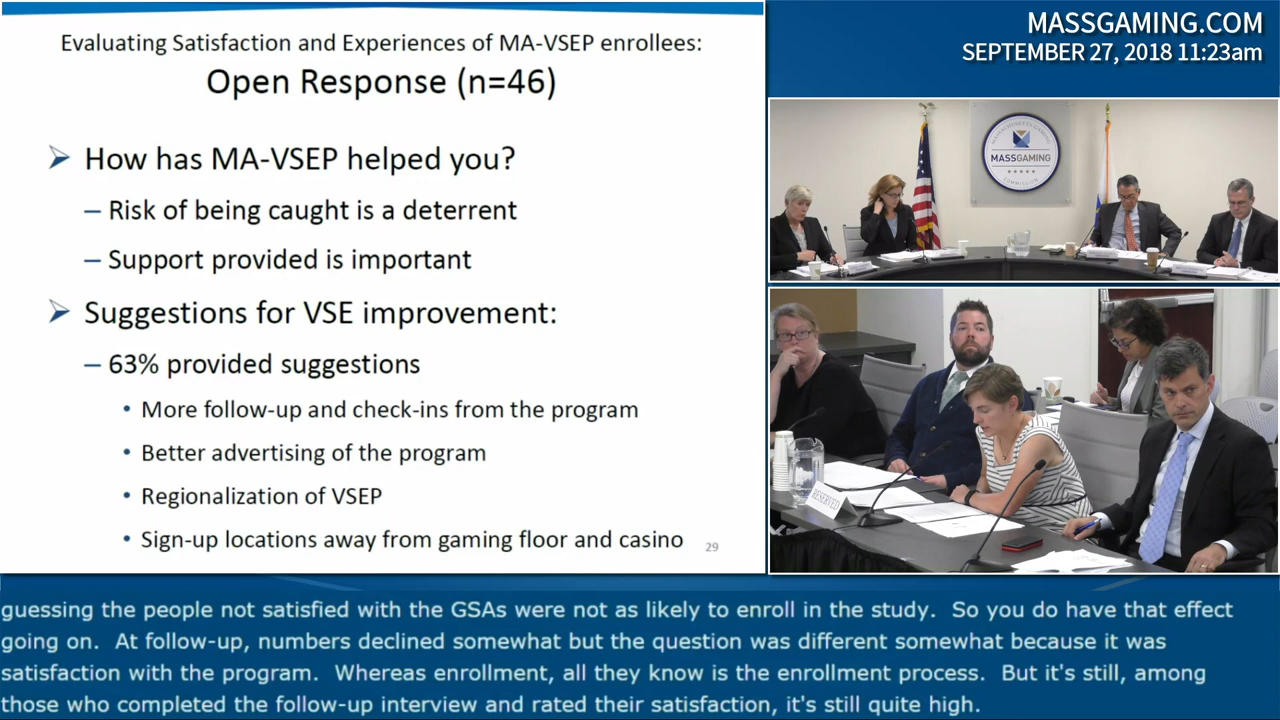 Evaluating Satisfaction and Experiences of MA-VSEP enrollees:
Open Response (n=46)
➤ How has MA-VSEP helped you?
– Risk of being caught is a deterrent
– Support provided is important
➤ Suggestions for VSE improvement:
– 63% provided suggestions
• More follow-up and check-ins from the program
• Better advertising of the program
• Regionalization of VSEP
• Sign-up locations away from gaming floor and casino
29
MASSGAMING.COM
SEPTEMBER 27, 2018 11:23am
MASSACHUSETTS GAMING
MASSGAMING
COMMISSION
RESERVED
guessing the people not satisfied with the GSAs were not as likely to enroll in the study.  So you do have that effect
going on.  At follow-up, numbers declined somewhat but the question was different somewhat because it was
satisfaction with the program.  Whereas enrollment, all they know is the enrollment process.  But it's still, among
those who completed the follow-up interview and rated their satisfaction, it's still quite high.